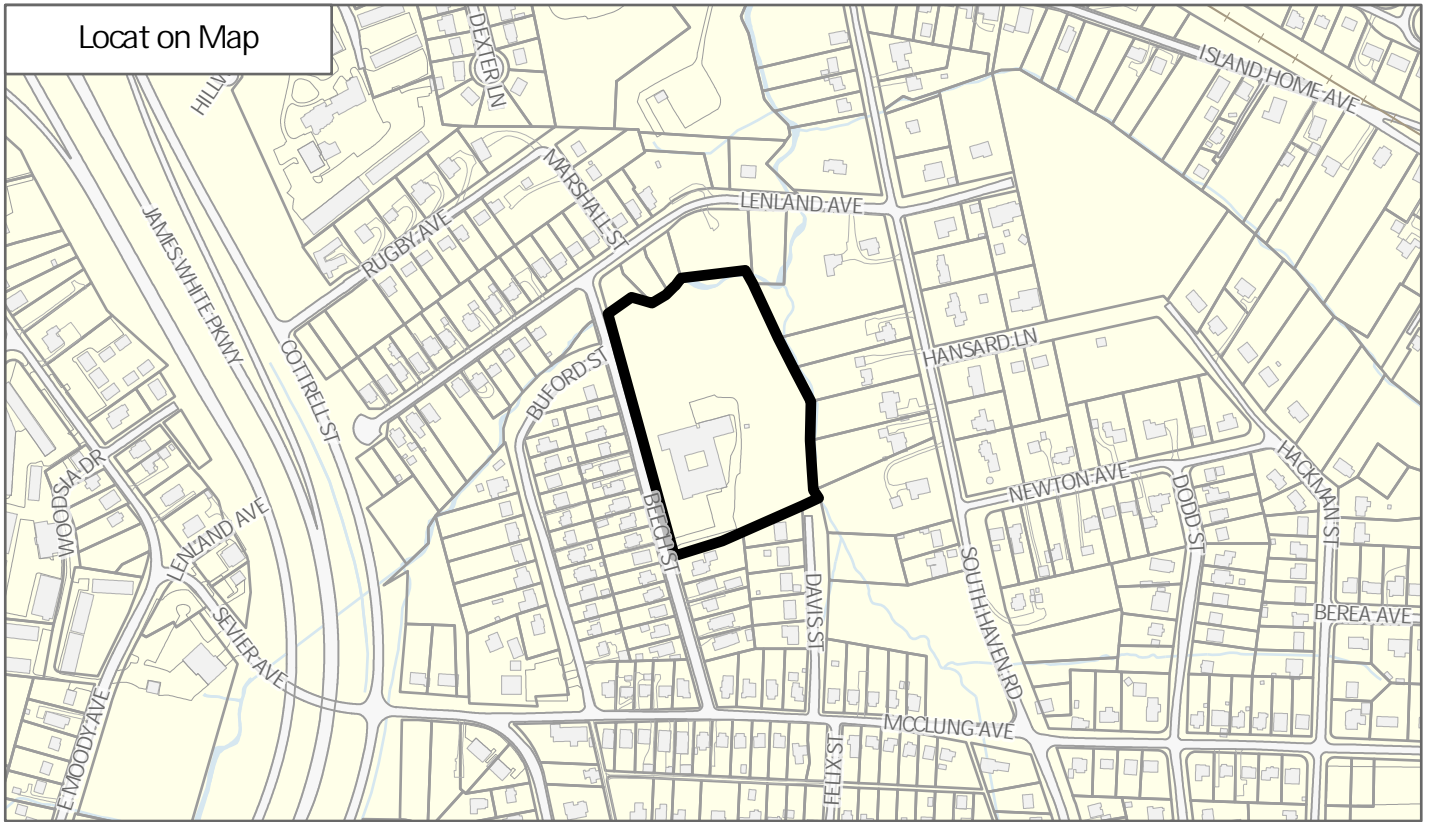 Locat on Map
DEXTER LN
ISLAND HOME AVE
MARSHALL ST
LENLAND AVE
JAMES WHITE PKWY
RUGBY AVE
COTTRELL ST
BUFORD ST
HANSARD LN
WOODSIA DR
NEWTON AVE
HACKMAN ST
DODD ST
BEECH ST
LENLAND AVE
SOUTH HAVEN RD
DAVIS ST
BEREA AVE
SEVIER AVE
MCCLUNG AVE
E MOODY AVE
FELIX ST